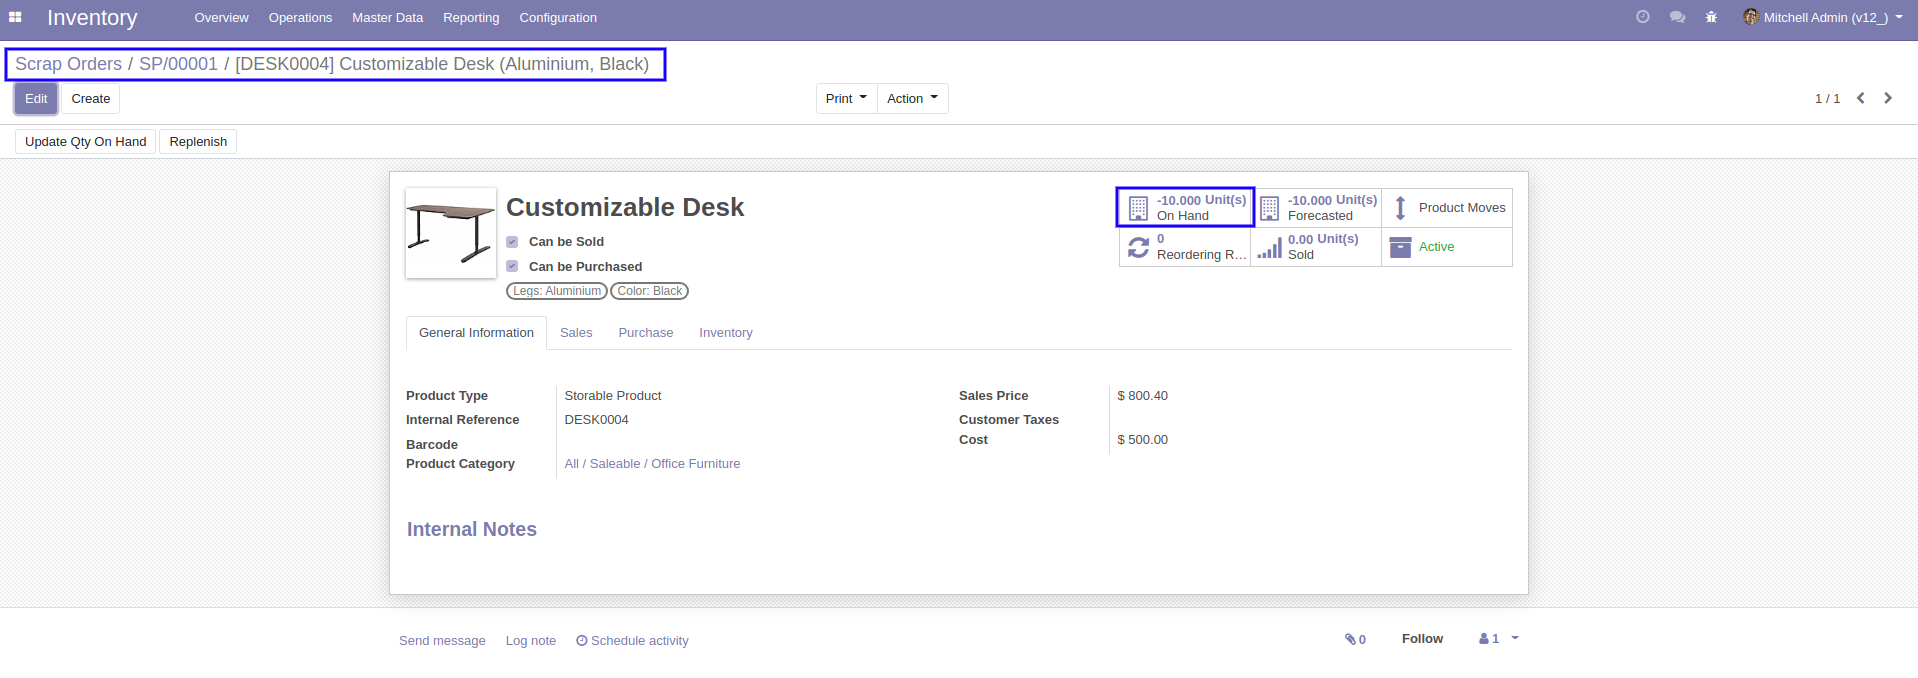 Inventory Overview Operations Master Data Reporting Configuration Mitchell Admin (v12_)
Scrap Orders / SP/00001 / [DESK0004] Customizable Desk (Aluminium, Black)
Edit Create Print Action 1 / 1
Update Qty On Hand Replenish
Customizable Desk
Can be Sold
Can be Purchased
Legs: Aluminium Color: Black
-10.000 Unit(s)
On Hand
-10.000 Unit(s)
Forecasted
Product Moves
0
Reordering R...
0.00 Unit(s)
Sold
Active
General Information Sales Purchase Inventory
Product Type Storable Product
Internal Reference DESK0004
Barcode
Product Category All / Saleable / Office Furniture
Sales Price $ 800.40
Customer Taxes
Cost $ 500.00
Internal Notes
Send message Log note Schedule activity 0 Follow 1